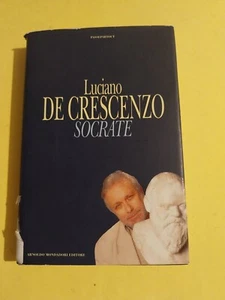 Luciano
DE CRESCENZO
SOCRATE
ARNOLDO MONDADORI EDITORE